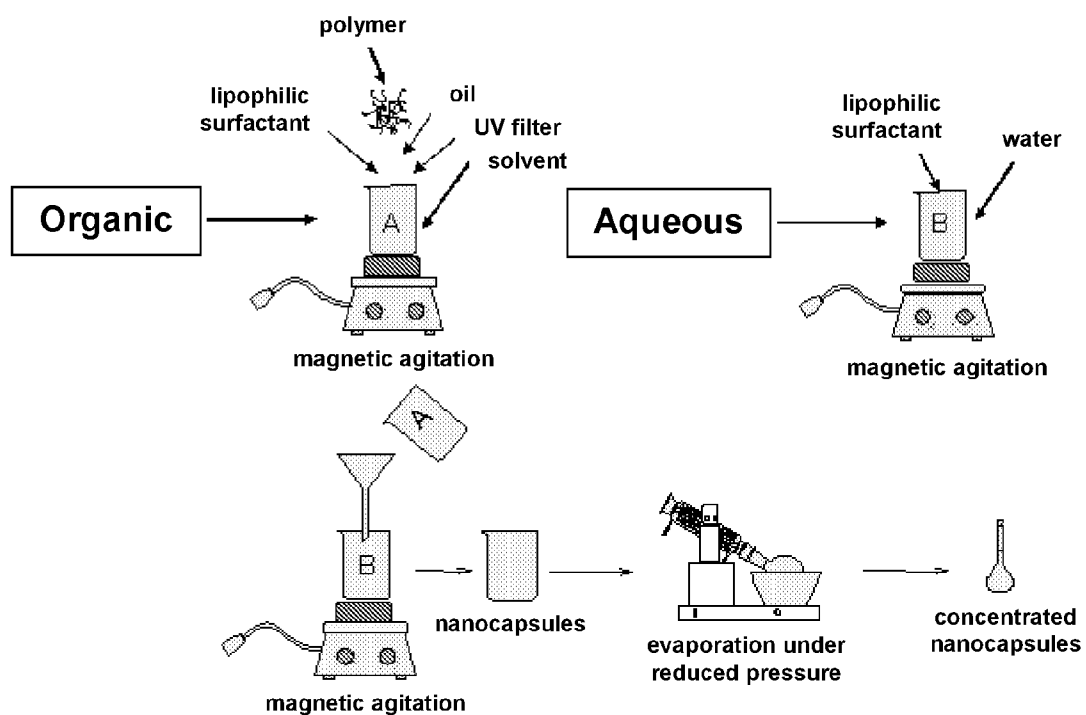 polymer
lipophilic
surfactant
oil
UV filter
solvent
Organic
A
magnetic agitation
lipophilic
surfactant
water
Aqueous
B
magnetic agitation
A
B
magnetic agitation
nanocapsules
evaporation under
reduced pressure
concentrated
nanocapsules